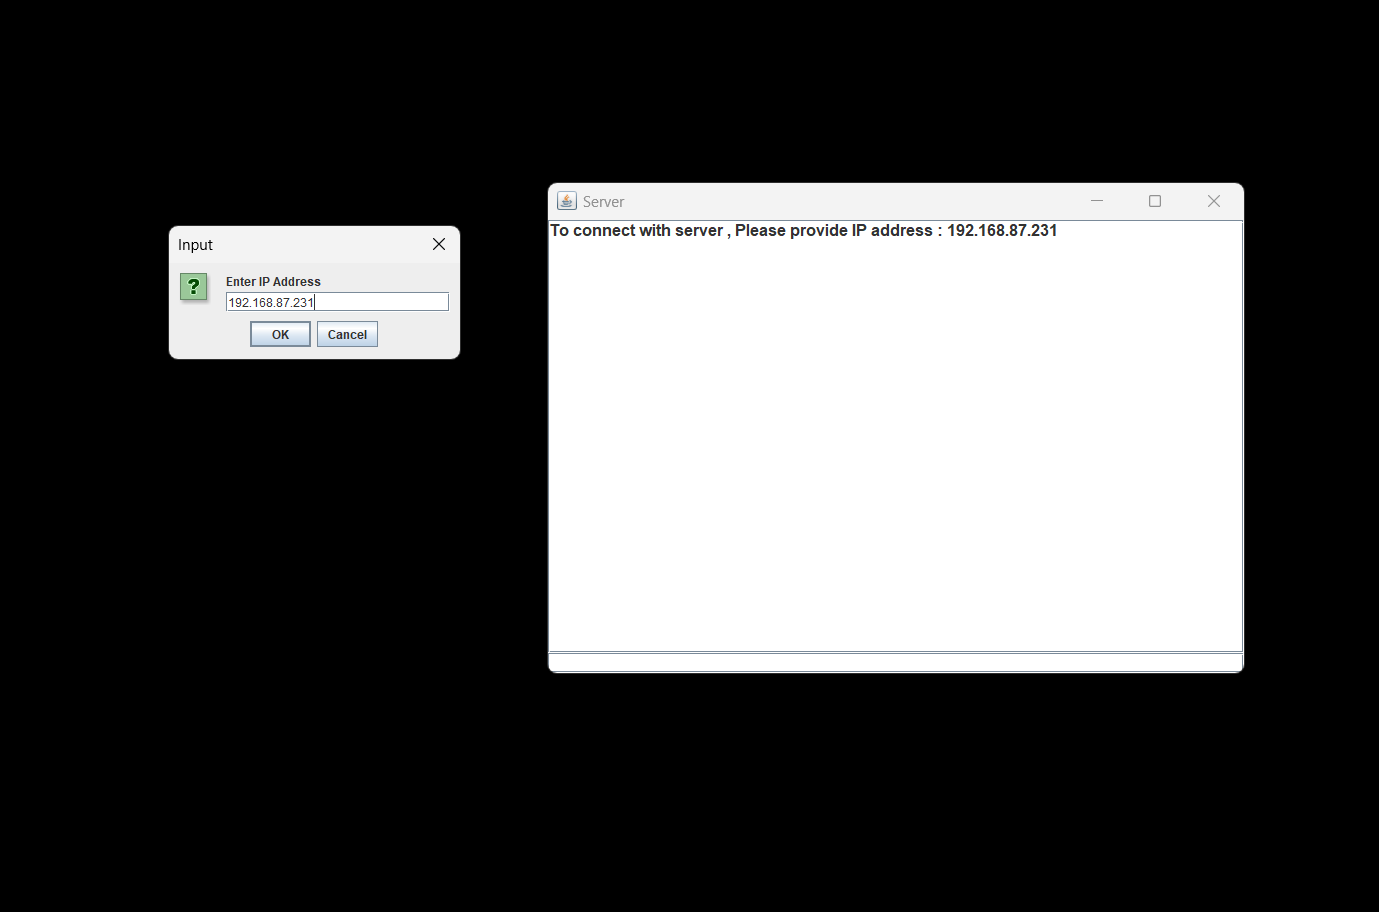 Input
?
Enter IP Address
192.168.87.231
OK
Cancel
Server
To connect with server , Please provide IP address : 192.168.87.231